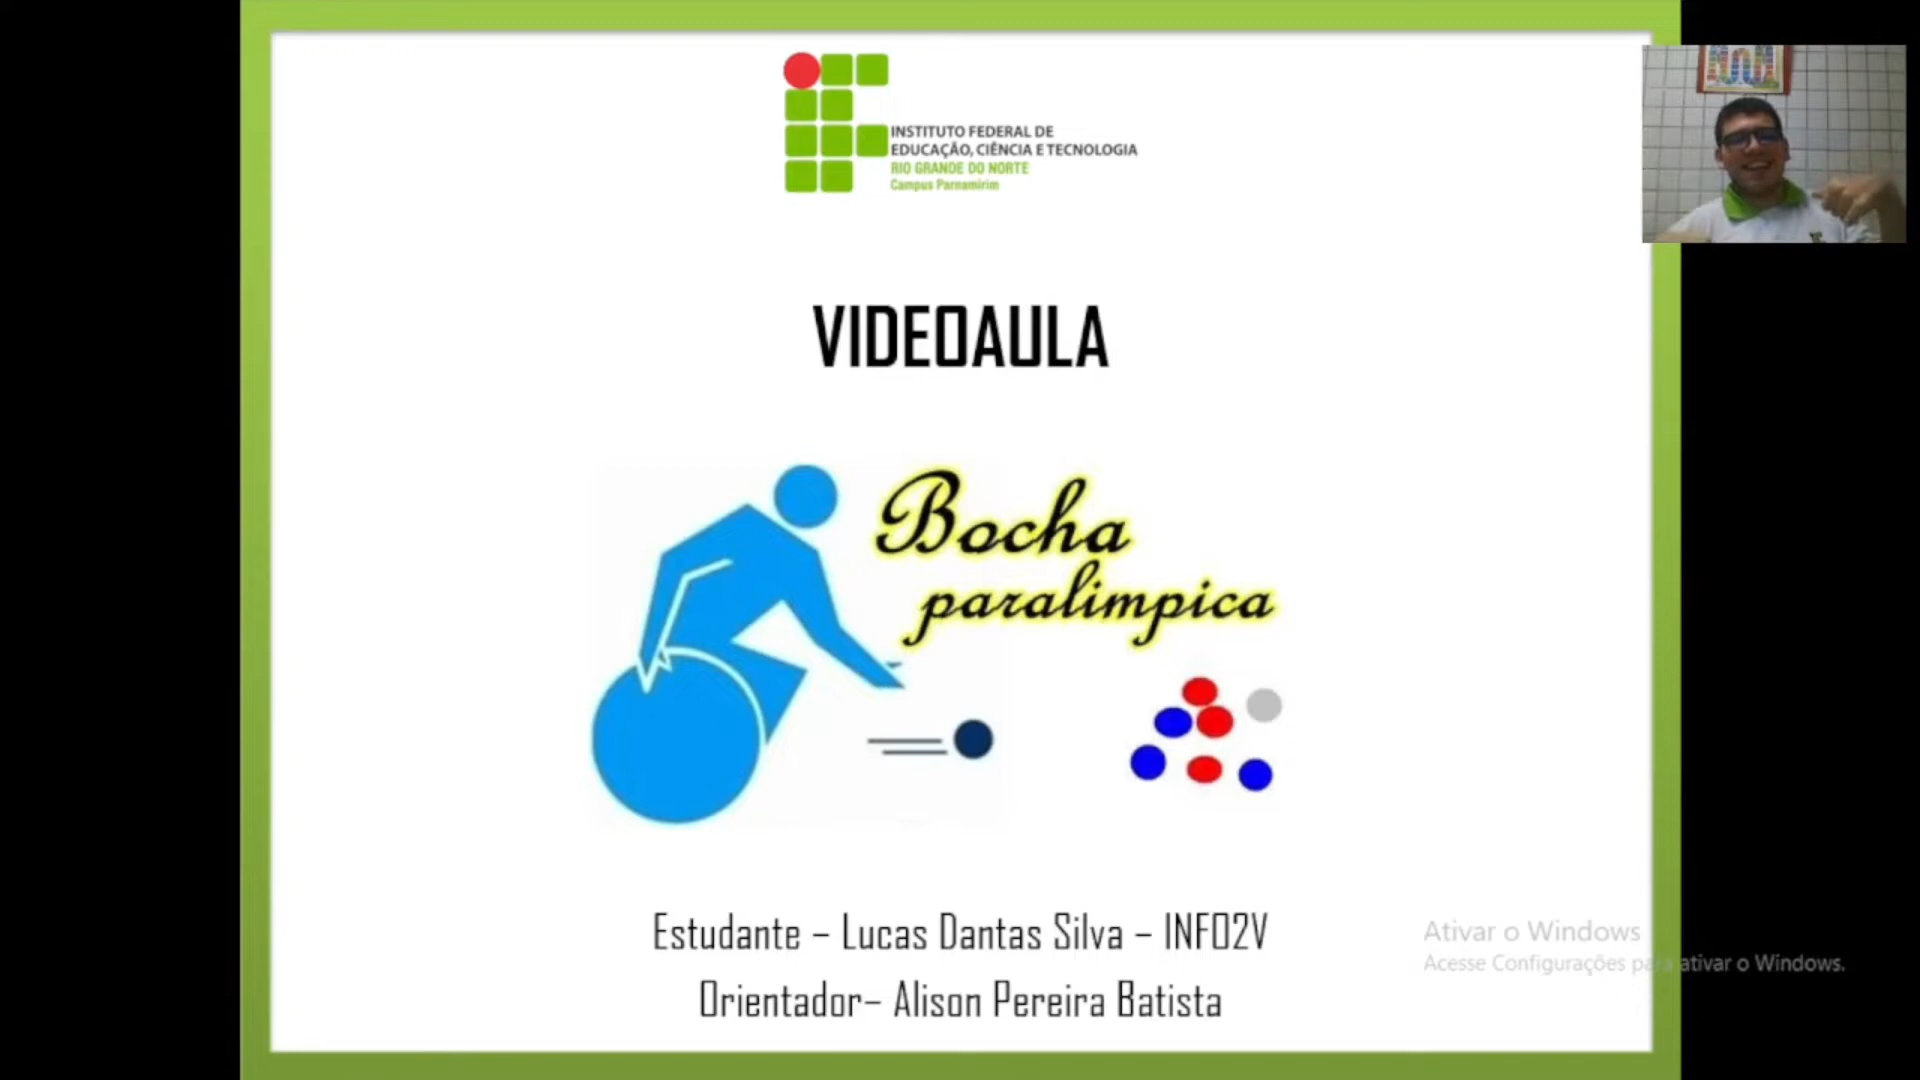 INSTITUTO FEDERAL DE
EDUCAÇÃO, CIÊNCIA E TECNOLOGIA
RIO GRANDE DO NORTE
Campus Parnamirim
VIDEOAULA
Bocha
paralimpica
Estudante – Lucas Dantas Silva – INFO2V
Orientador– Alison Pereira Batista
Ativar o Windows
Acesse Configurações para ativar o Windows.